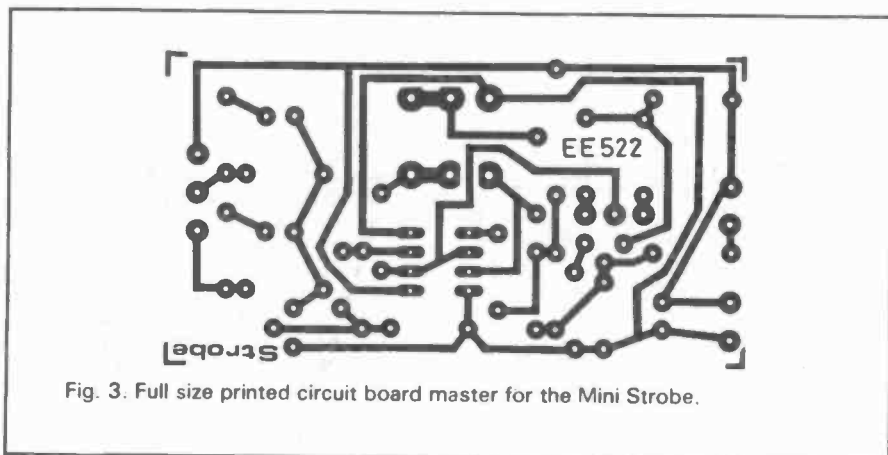 EE522
Strobe
Fig. 3. Full size printed circuit board master for the Mini Strobe.